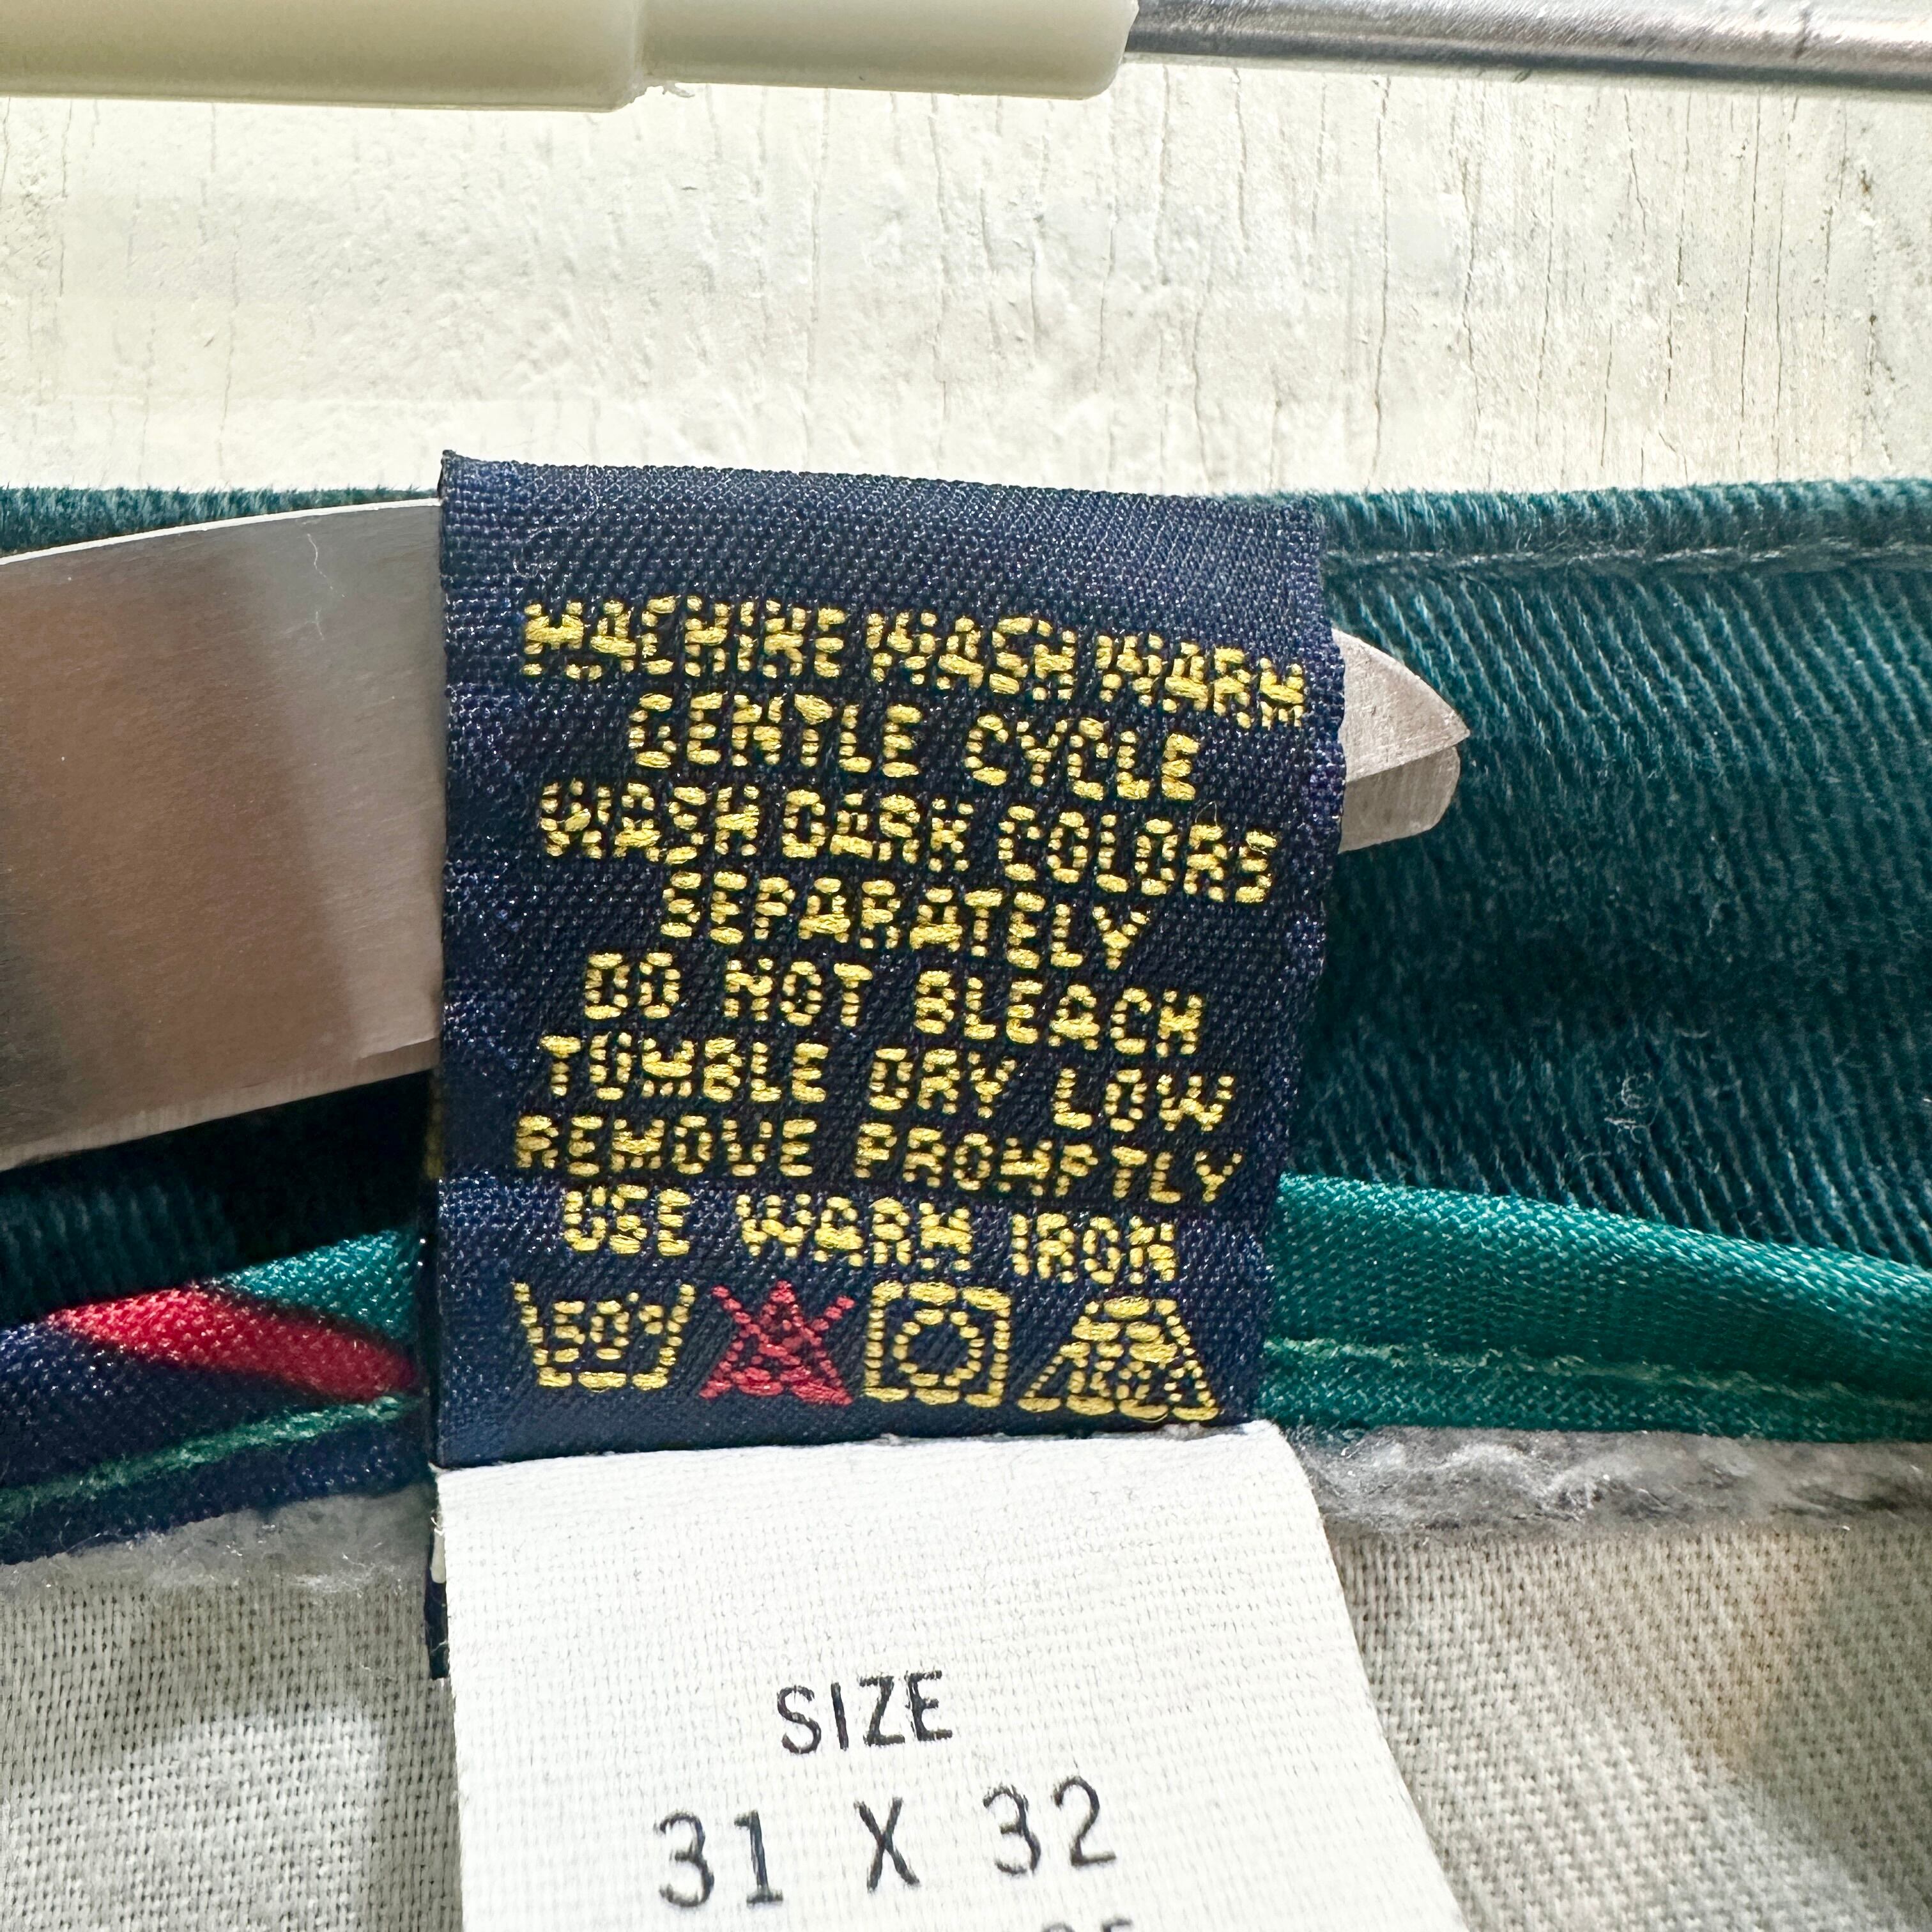 MACHINE WASH WARM
GENTLE CYCLE
WASH DARK COLORS
SEPARATELY
DO NOT BLEACH
TUMBLE DRY LOW
REMOVE PROMPTLY
USE WARM IRON
50°
SIZE
31 X 32